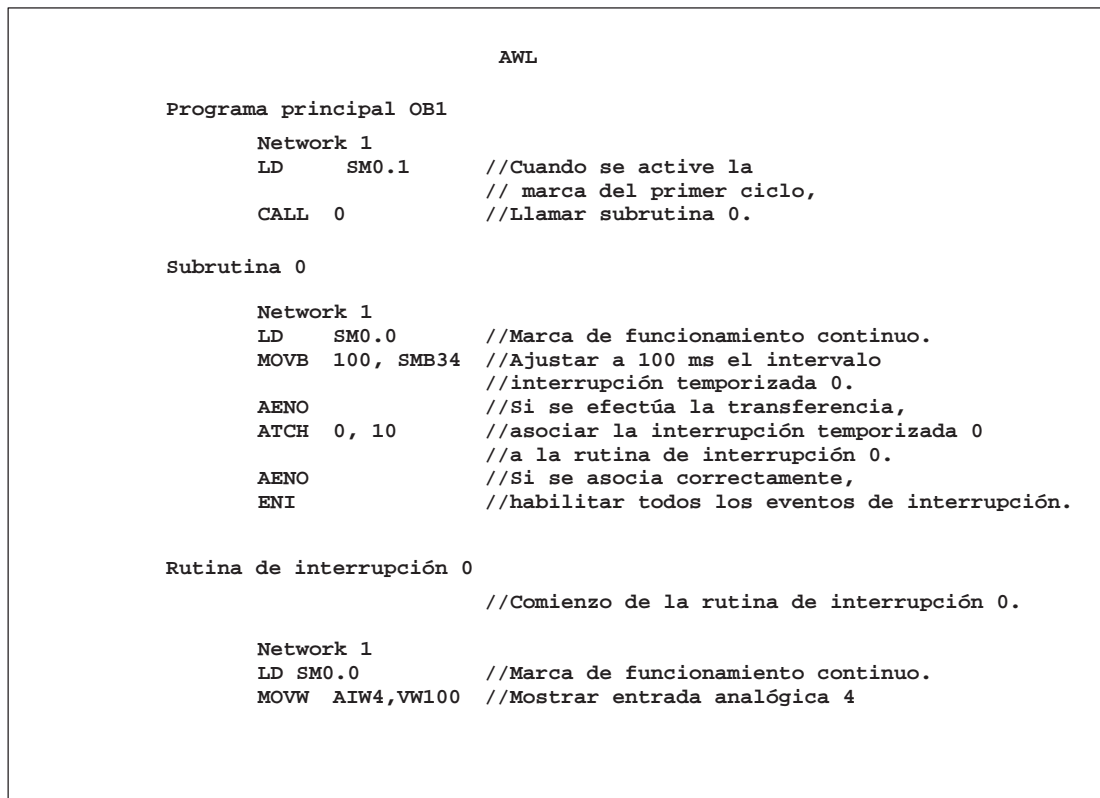 AWL
Programa principal OB1
Network 1
LD SM0.1 //Cuando se active la
// marca del primer ciclo,
CALL 0 //Llamar subrutina 0.
Subrutina 0
Network 1
LD SM0.0 //Marca de funcionamiento continuo.
MOVB 100, SMB34 //Ajustar a 100 ms el intervalo
//interrupción temporizada 0.
AENO //Si se efectúa la transferencia,
ATCH 0, 10 //asociar la interrupción temporizada 0
//a la rutina de interrupción 0.
AENO //Si se asocia correctamente,
ENI //habilitar todos los eventos de interrupción.
Rutina de interrupción 0
//Comienzo de la rutina de interrupción 0.
Network 1
LD SM0.0 //Marca de funcionamiento continuo.
MOVW AIW4,VW100 //Mostrar entrada analógica 4